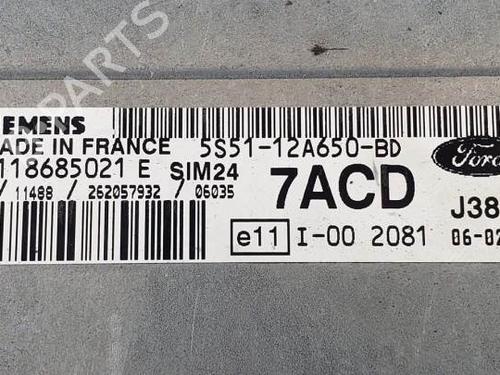 PARTS
EMENS
ADE IN FRANCE 5S51-12A650-BD
118685021 E SIM24
Ford
/ 11488 / 262057932 / 06035
7ACD
J38
e11 I-00 2081
06-02